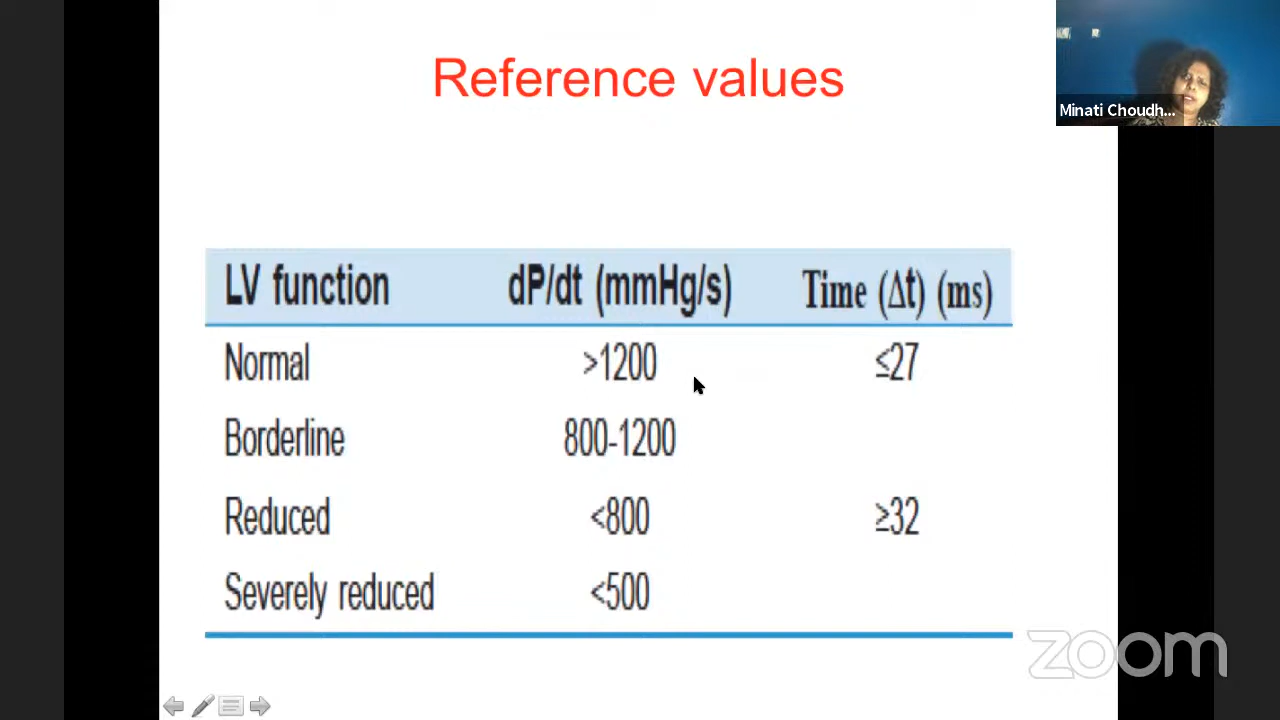 Reference values
Minati Choudh...
LV function dP/dt (mmHg/s) Time (Δt) (ms)
Normal >1200 ≤27
Borderline 800-1200
Reduced <800 ≥32
Severely reduced <500
zoom